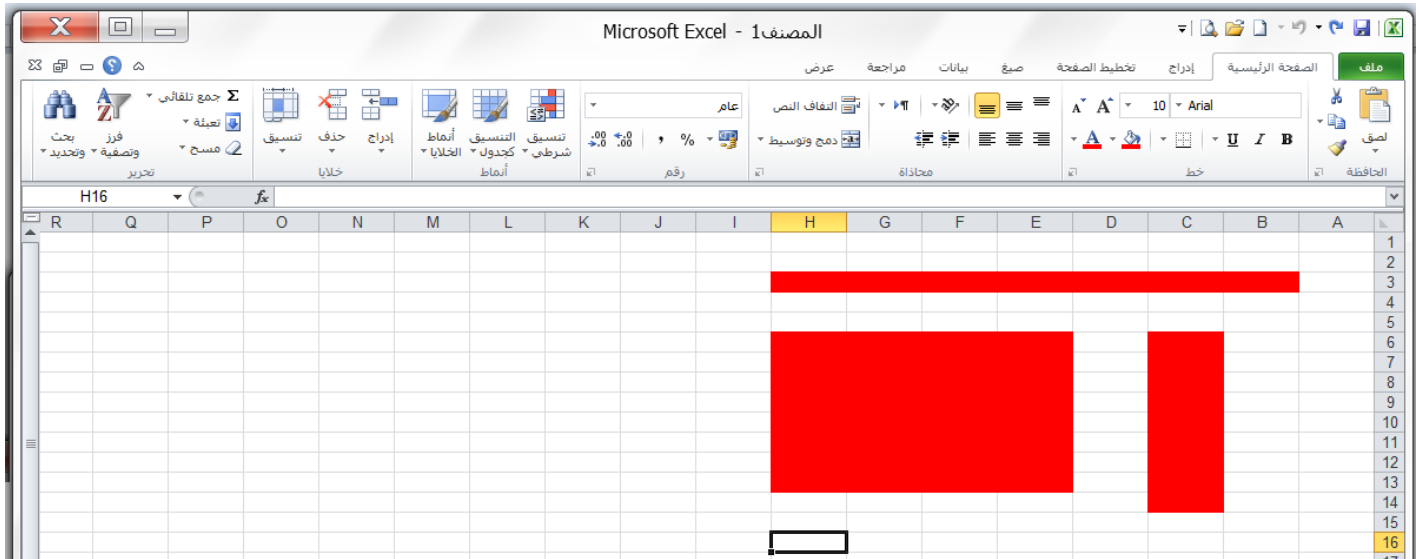 المصنف1 - Microsoft Excel
ملف الصفحة الرئيسية إدراج تخطيط الصفحة صيغ بيانات مراجعة عرض
Arial 10 عام
التفاف النص
دمج وتوسيط
لصق
B I U
A A
A
%
تنسيق شرطي
التنسيق كجدول
أنماط الخلايا
إدراج حذف تنسيق
Σ جمع تلقائي
تعبئة
مسح
فرز وتصفية
بحث وتحديد
الحافظة خط محاذاة رقم أنماط خلايا تحرير
H16 fx
A B C D E F G H I J K L M N O P Q R
1
2
3
4
5
6
7
8
9
10
11
12
13
14
15
16